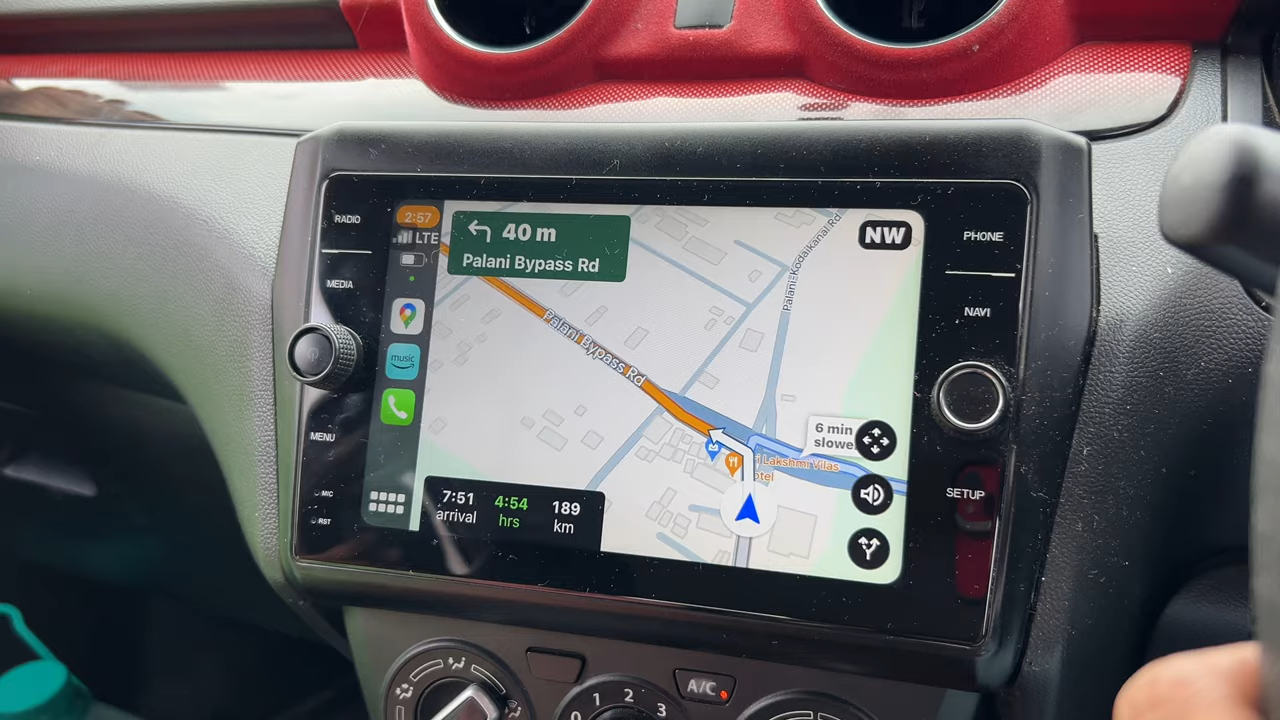 RADIO
MEDIA
MENU
MIC
RST
2:57
LTE
music
40 m
Palani Bypass Rd
NW
Palani-Kodaikanal Rd
Palani Bypass Rd
6 min
slower
Lakshmi Vilas
7:51
arrival
4:54
hrs
189
km
PHONE
NAVI
SETUP
A/C
0 1 2 3